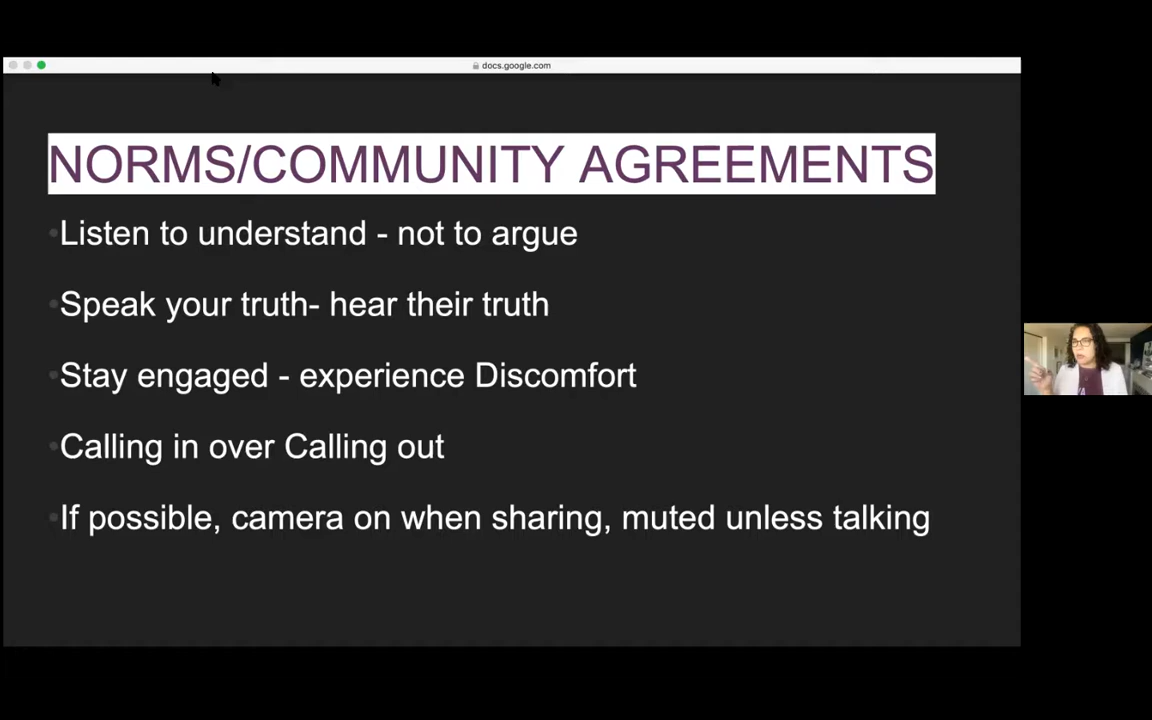 docs.google.com
NORMS/COMMUNITY AGREEMENTS
•Listen to understand - not to argue
•Speak your truth- hear their truth
•Stay engaged - experience Discomfort
•Calling in over Calling out
•If possible, camera on when sharing, muted unless talking